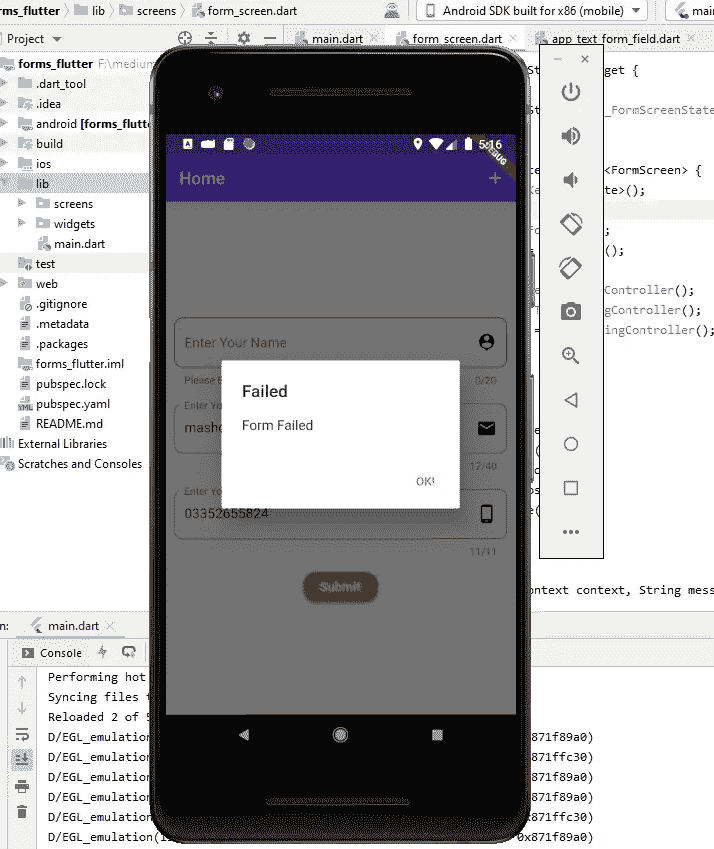 rms_flutter lib screens form_screen.dart Android SDK built for x86 (mobile) main
Project main.dart form_screen.dart app_text_form_field.dart
forms_flutter F:\medium
.dart_tool
.idea
android [forms_flutte
build
ios
lib
screens
widgets
main.dart
test
web
.gitignore
.metadata
.packages
forms_flutter.iml
pubspec.lock
pubspec.yaml
README.md
External Libraries
Scratches and Consoles
get {
_FormScreenState
<FormScreen> {
ate>();
;
();
Controller();
gController();
ingController();
ontext context, String mess
5:16
DEBUG
Home
Enter Your Name
Please E
0/20
Enter Yo
mash
12/40
Enter Yo
03352655824
11/11
Submit
Failed
Form Failed
OK!
n: main.dart
Console
Performing hot
Syncing files
Reloaded 2 of 5
D/EGL_emulation 871f89a0)
D/EGL_emulation 871ffc30)
D/EGL_emulation 871f89a0)
D/EGL_emulation 871f89a0)
D/EGL_emulation 871ffc30)
D/EGL_emulation(1 0x871f89a0)